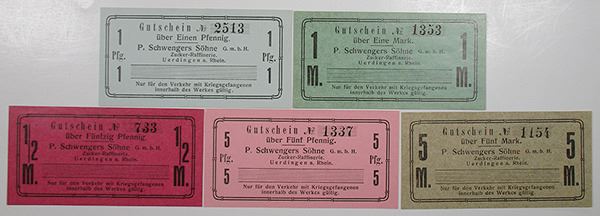 Gutschein № 2513
über Einen Pfennig.
1 Pfg. 1 Pfg.
P. Schwengers Söhne G. m. b. H.
Zucker-Raffinerie.
Uerdingen a. Rhein.
Nur für den Verkehr mit Kriegsgefangenen
innerhalb des Werkes gültig.
Gutschein № 1353
über Eine Mark.
1 M. 1 M.
P. Schwengers Söhne G. m. b. H.
Zucker-Raffinerie.
Uerdingen a. Rhein.
Nur für den Verkehr mit Kriegsgefangenen
innerhalb des Werkes gültig.
Gutschein № 733
über Fünfzig Pfennig.
1/2 M. 1/2 M.
P. Schwengers Söhne G. m. b. H.
Zucker-Raffinerie.
Uerdingen a. Rhein.
Nur für den Verkehr mit Kriegsgefangenen
innerhalb des Werkes gültig.
Gutschein № 1337
über Fünf Pfennig.
5 Pfg. 5 Pfg.
P. Schwengers Söhne G. m. b. H.
Zucker-Raffinerie.
Uerdingen a. Rhein.
Nur für den Verkehr mit Kriegsgefangenen
innerhalb des Werkes gültig.
Gutschein № 1154
über Fünf Mark.
5 M. 5 M.
P. Schwengers Söhne G. m. b. H.
Zucker-Raffinerie.
Uerdingen a. Rhein.
Nur für den Verkehr mit Kriegsgefangenen
innerhalb des Werkes gültig.